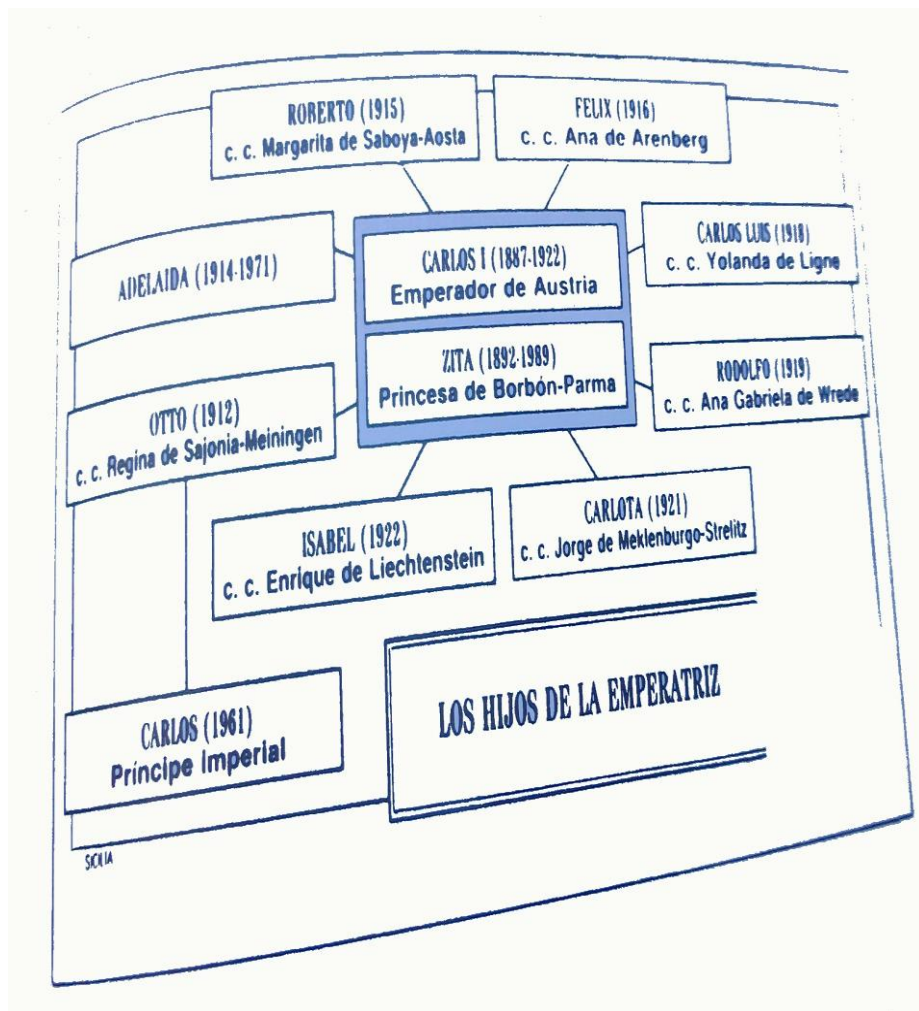 ROBERTO (1915)
c. c. Margarita de Saboya-Aosta
FELIX (1916)
c. c. Ana de Arenberg
ADELAIDA (1914-1971)
CARLOS I (1887-1922)
Emperador de Austria
CARLOS LUIS (1918)
c. c. Yolanda de Ligne
ZITA (1892-1989)
Princesa de Borbón-Parma
RODOLFO (1919)
c. c. Ana Gabriela de Wrede
OTTO (1912)
c. c. Regina de Sajonia-Meiningen
ISABEL (1922)
c. c. Enrique de Liechtenstein
CARLOTA (1921)
c. c. Jorge de Meklenburgo-Strelitz
CARLOS (1961)
Príncipe Imperial
LOS HIJOS DE LA EMPERATRIZ
SICILIA